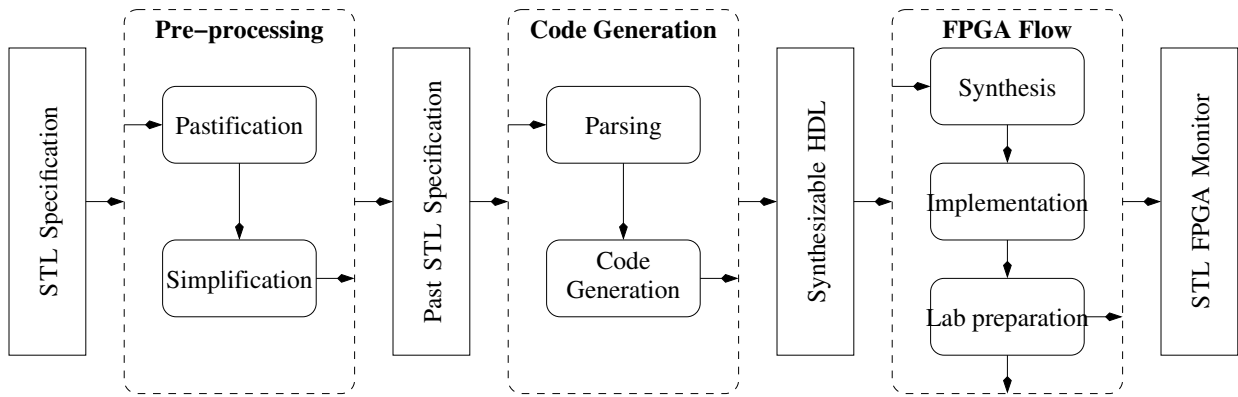 STL Specification
Pre−processing
Pastification
Simplification
Past STL Specification
Code Generation
Parsing
Code
Generation
Synthesizable HDL
FPGA Flow
Synthesis
Implementation
Lab preparation
STL FPGA Monitor